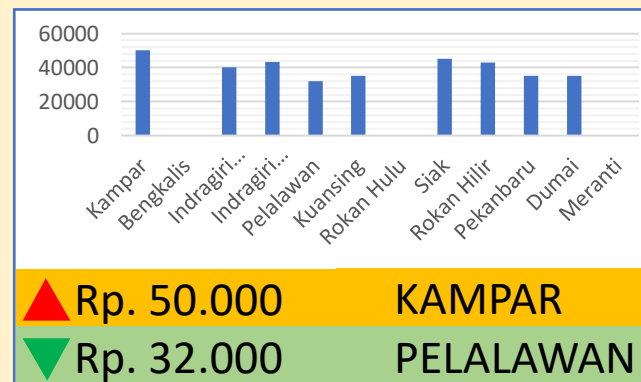 60000
40000
20000
0
Kampar
Bengkalis
Indragiri...
Indragiri...
Pelalawan
Kuansing
Rokan Hulu
Siak
Rokan Hilir
Pekanbaru
Dumai
Meranti
Rp. 50.000 KAMPAR
Rp. 32.000 PELALAWAN